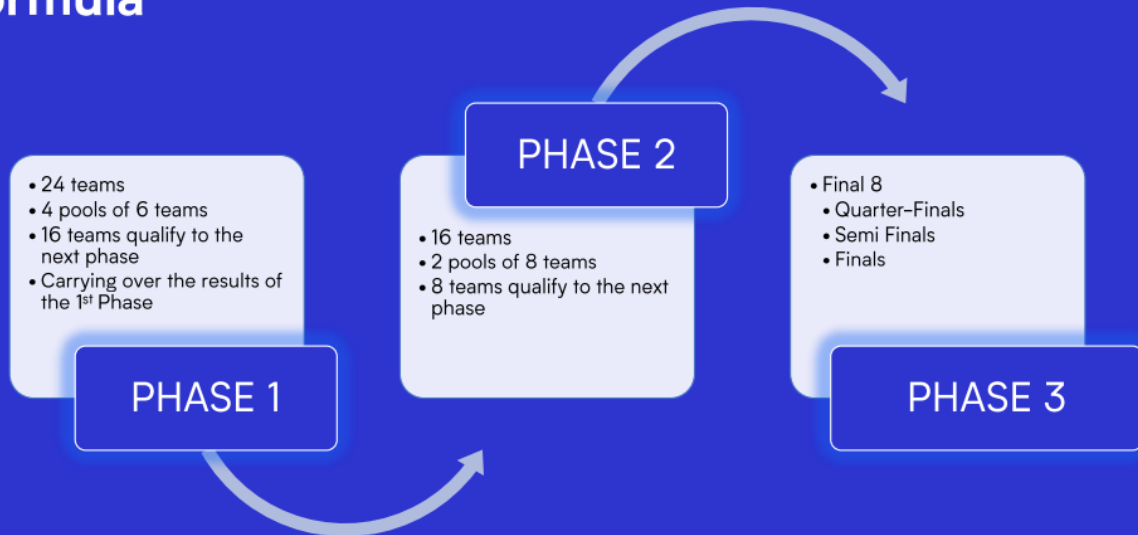 • 24 teams
• 4 pools of 6 teams
• 16 teams qualify to the
next phase
• Carrying over the results of
the 1st Phase
PHASE 1
PHASE 2
• 16 teams
• 2 pools of 8 teams
• 8 teams qualify to the next
phase
• Final 8
• Quarter-Finals
• Semi Finals
• Finals
PHASE 3